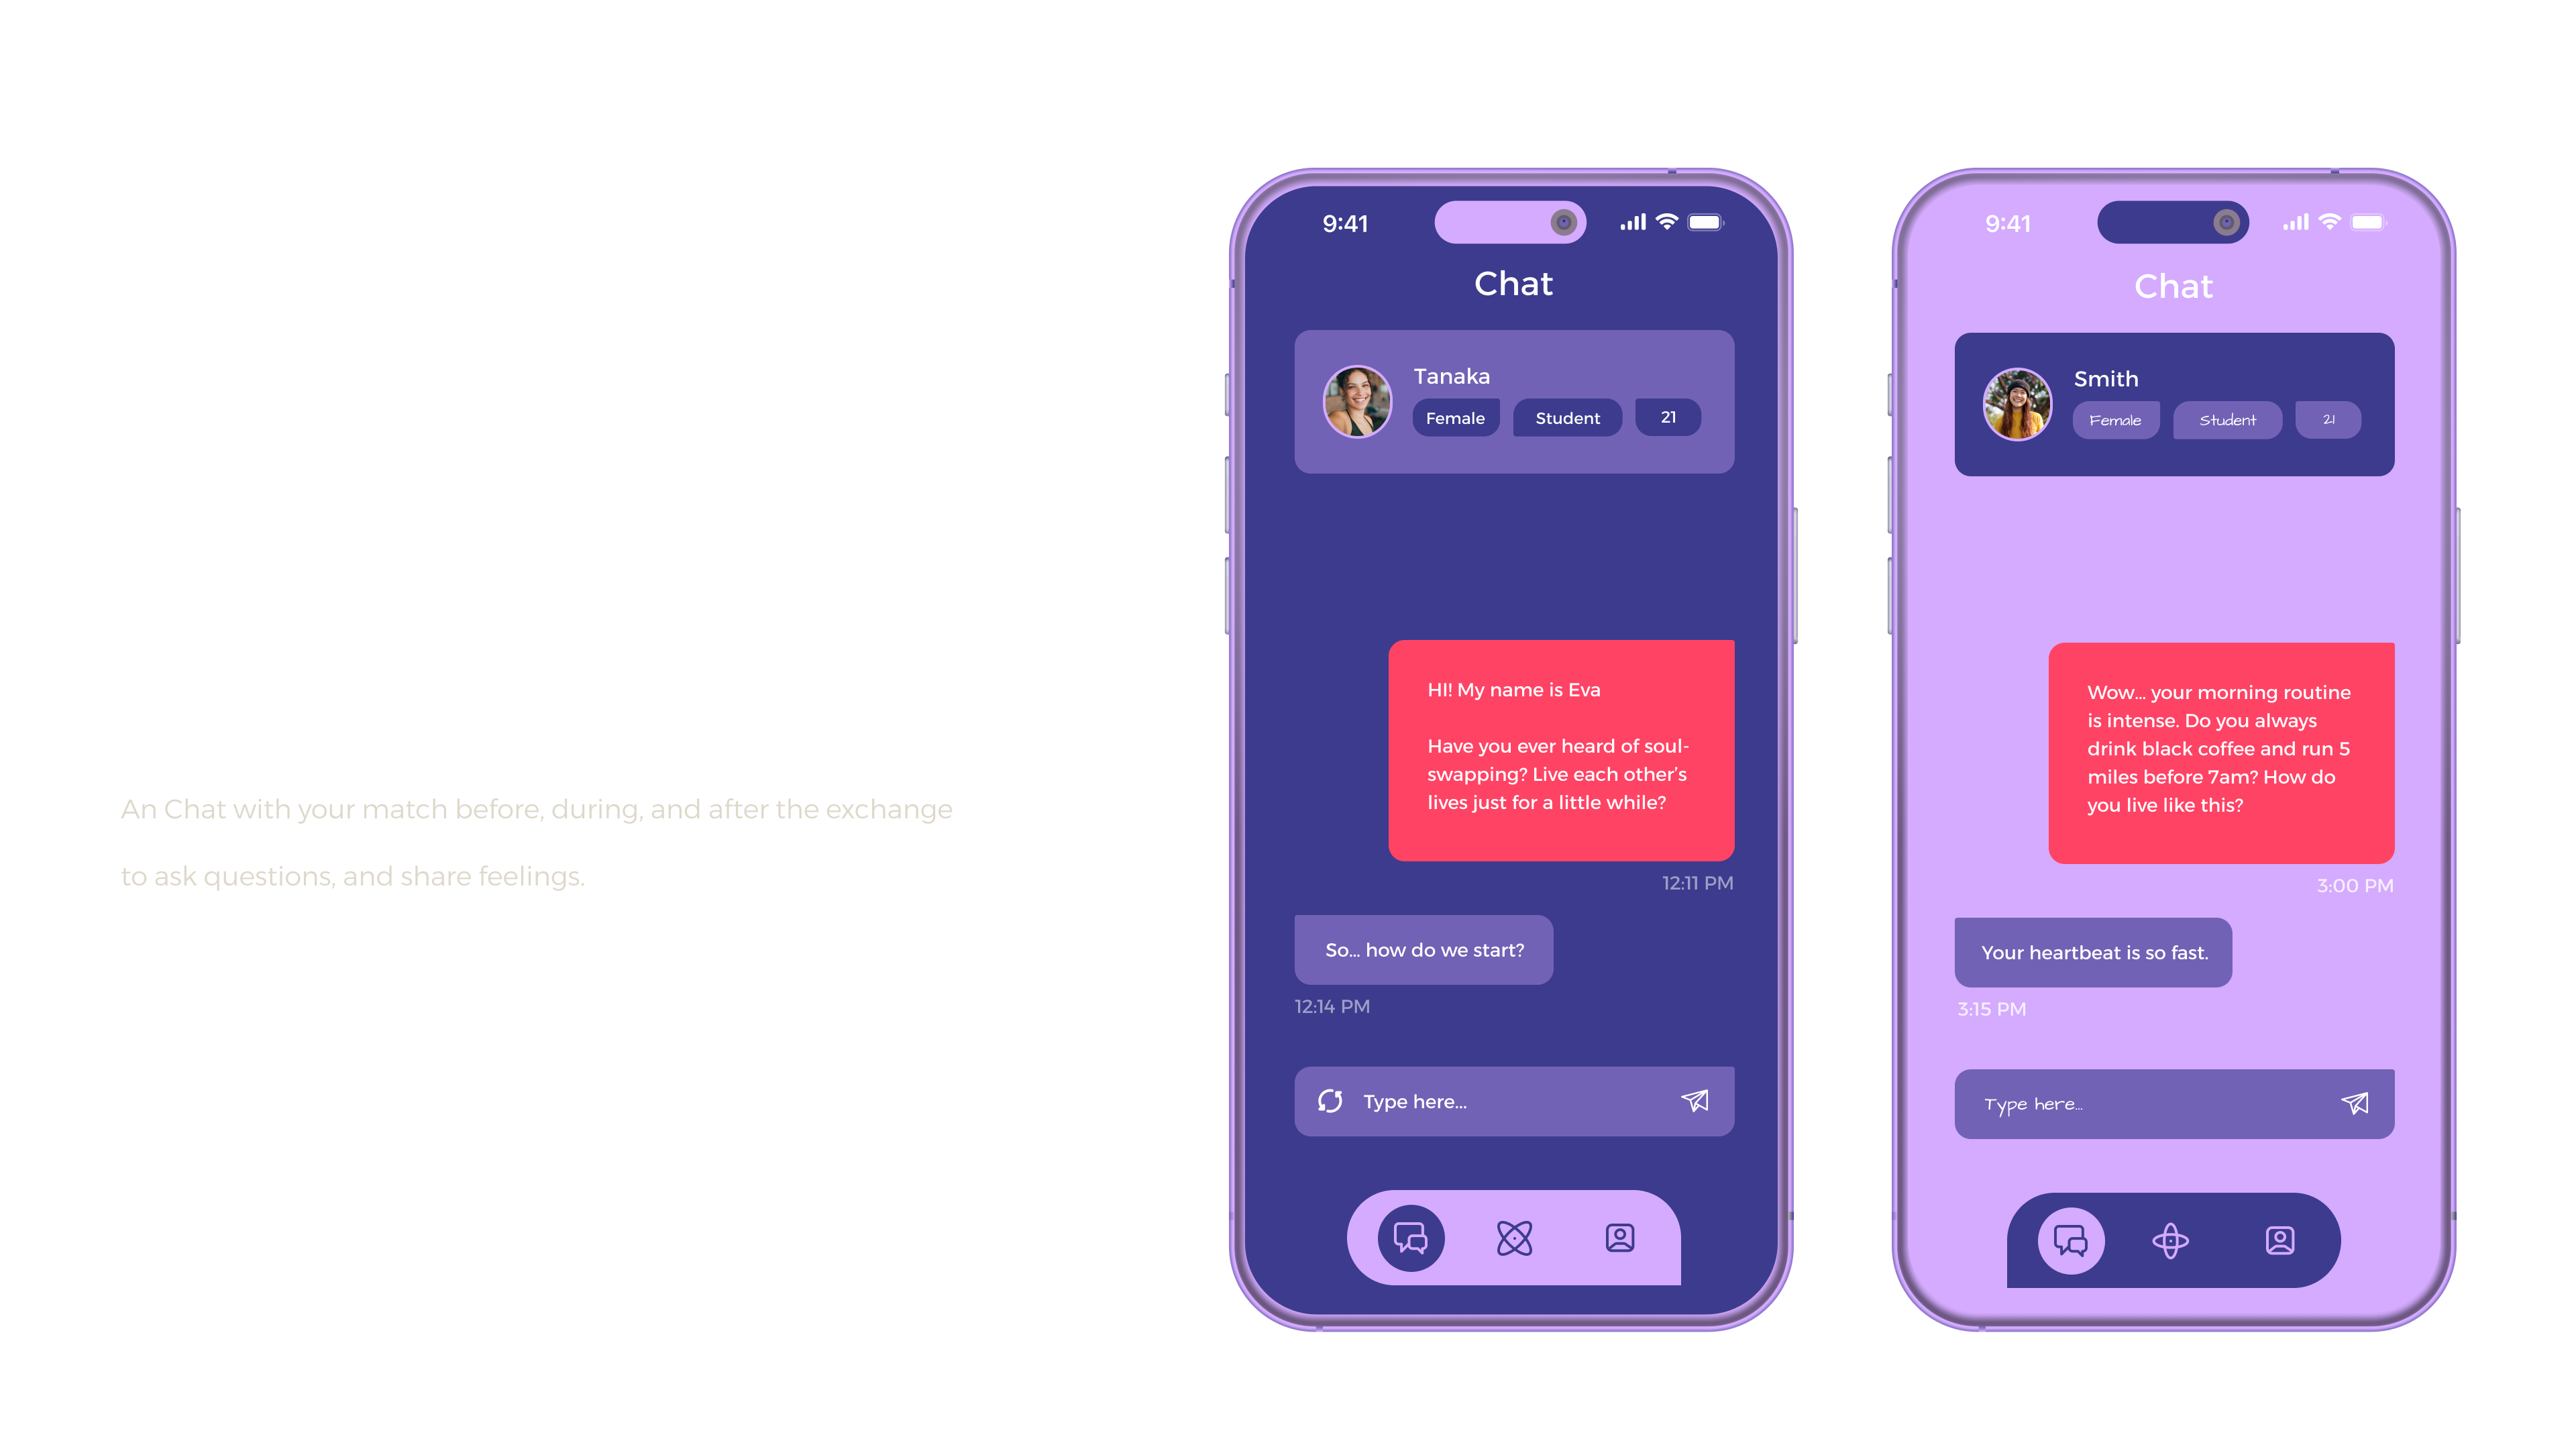 An Chat with your match before, during, and after the exchange
to ask questions, and share feelings.
9:41
Chat
Tanaka
Female Student 21
HI! My name is Eva
Have you ever heard of soul-
swapping? Live each other's
lives just for a little while?
12:11 PM
So... how do we start?
12:14 PM
Type here...
9:41
Chat
Smith
Female Student 21
Wow... your morning routine
is intense. Do you always
drink black coffee and run 5
miles before 7am? How do
you live like this?
3:00 PM
Your heartbeat is so fast.
3:15 PM
Type here...